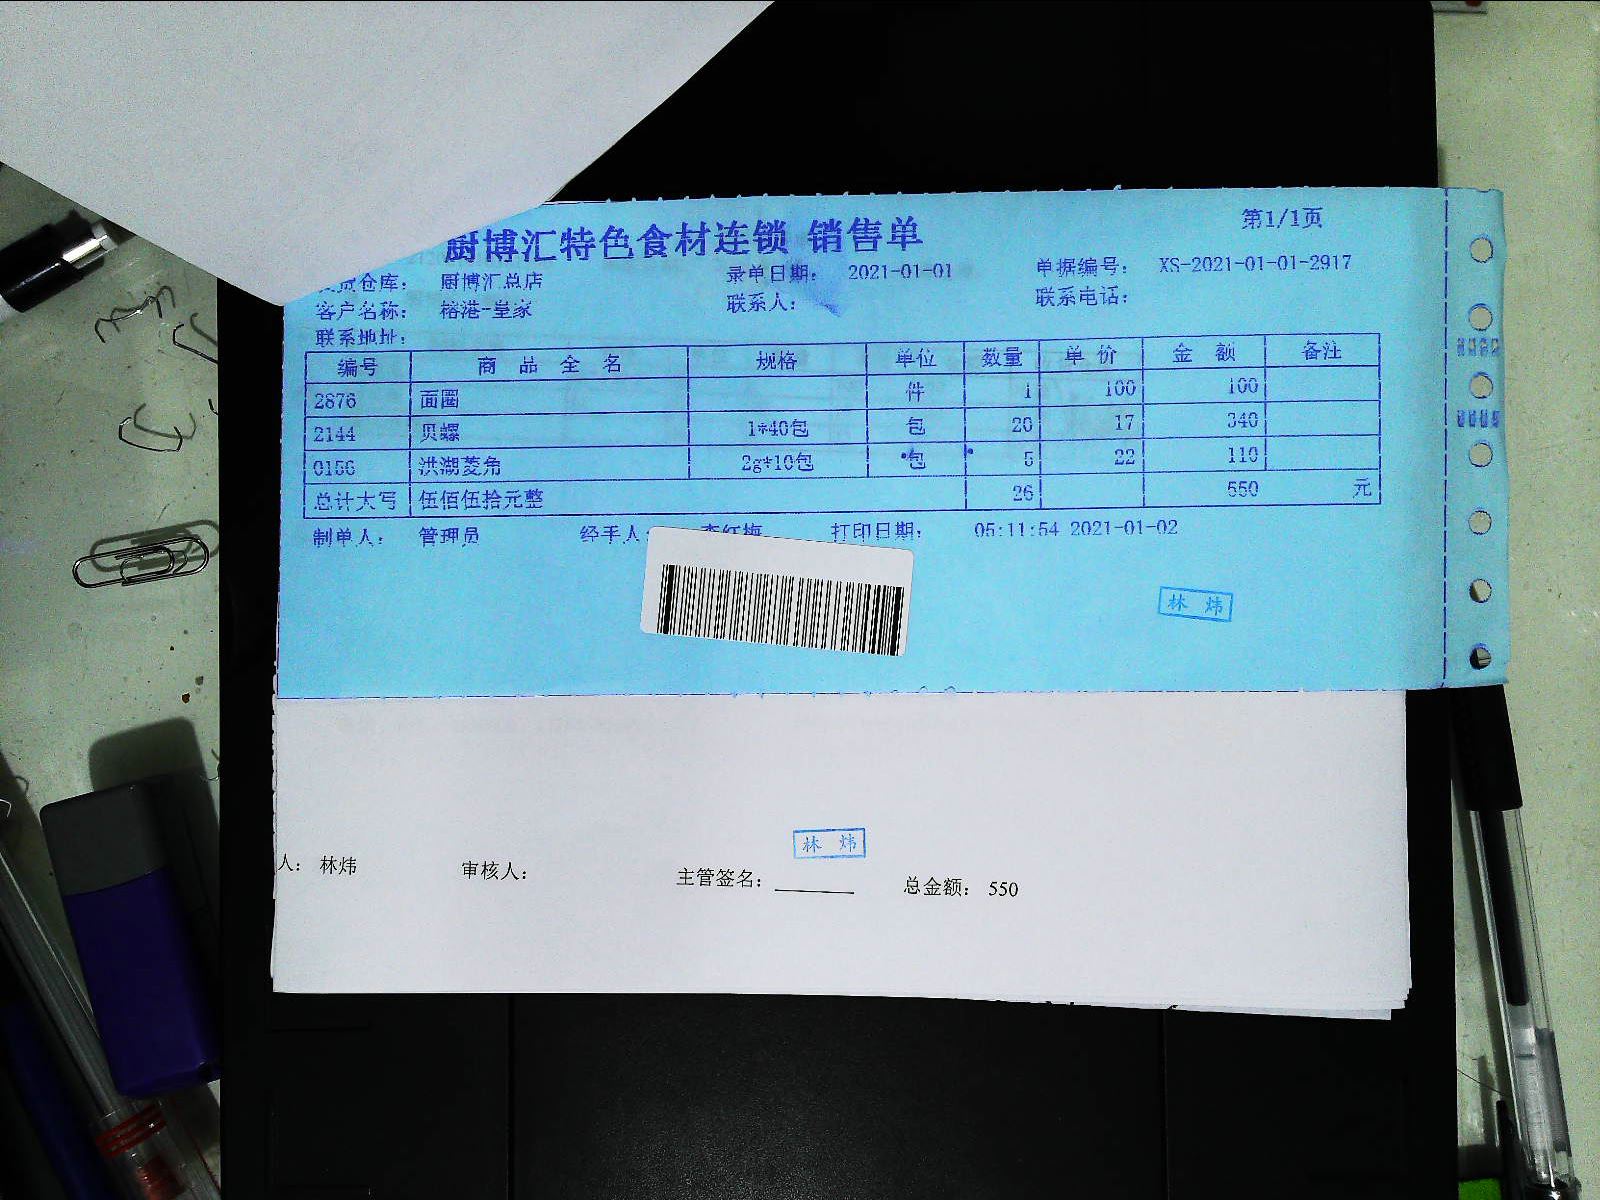 厨博汇特色食材连锁 销售单
第1/1页
货仓库： 厨博汇总店 录单日期： 2021-01-01 单据编号： XS-2021-01-01-2917
客户名称： 榕港-皇家 联系人： 联系电话：
联系地址：
编号 商品全名 规格 单位 数量 单价 金额 备注
2876 面圈 件 1 100 100
2144 贝螺 1*40包 包 20 17 340
0156 洪湖菱角 2g*10包 包 5 22 110
总计大写 伍佰伍拾元整 26 550 元
制单人： 管理员 经手人： 李红梅 打印日期： 05:11:54 2021-01-02
林 炜
林 炜
人： 林炜 审核人： 主管签名： 总金额： 550